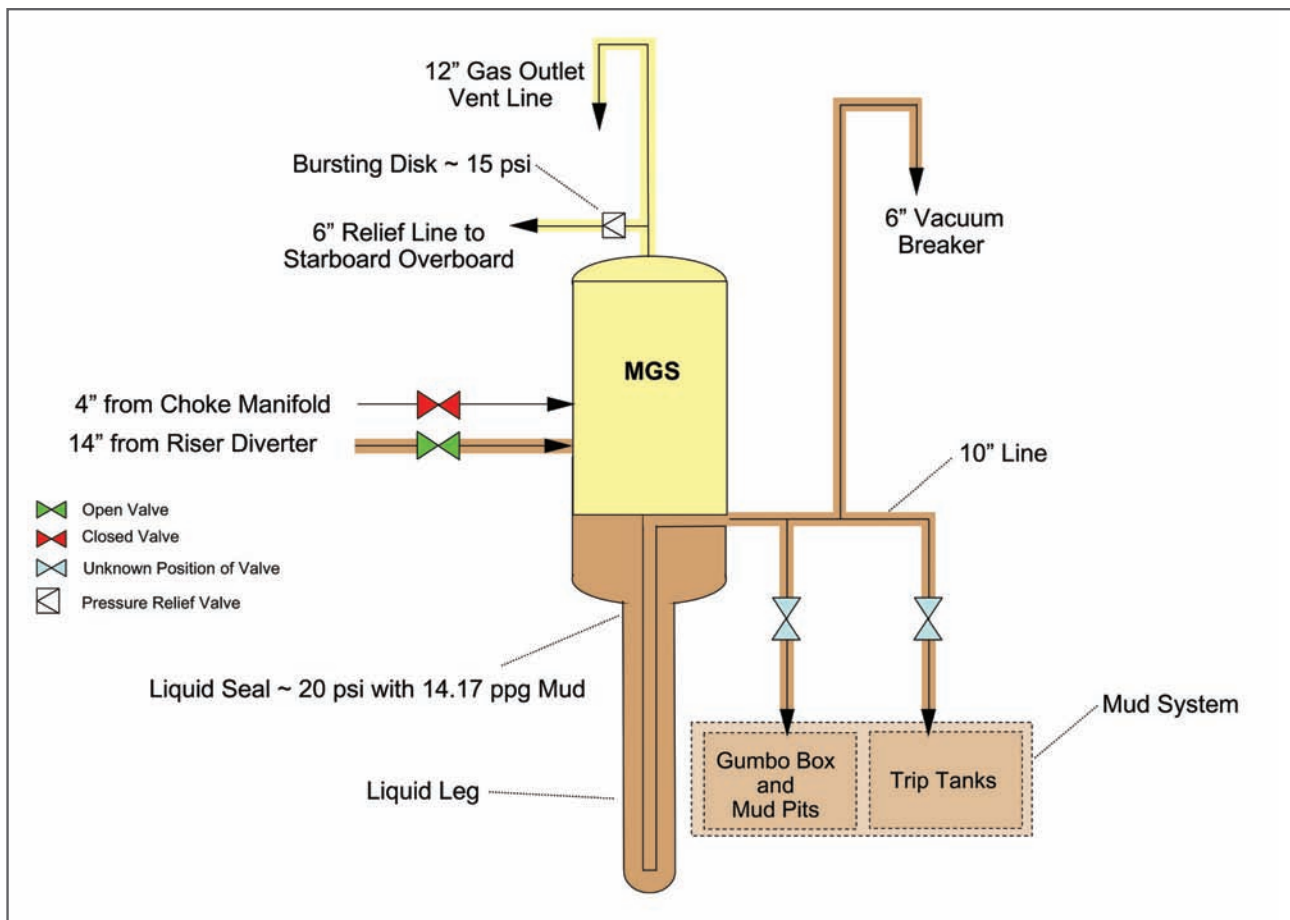 12” Gas Outlet
Vent Line
Bursting Disk ~ 15 psi
6” Relief Line to
Starboard Overboard
6” Vacuum
Breaker
MGS
4” from Choke Manifold
14” from Riser Diverter
10” Line
Open Valve
Closed Valve
Unknown Position of Valve
Pressure Relief Valve
Liquid Seal ~ 20 psi with 14.17 ppg Mud
Mud System
Liquid Leg
Gumbo Box
and
Mud Pits
Trip Tanks